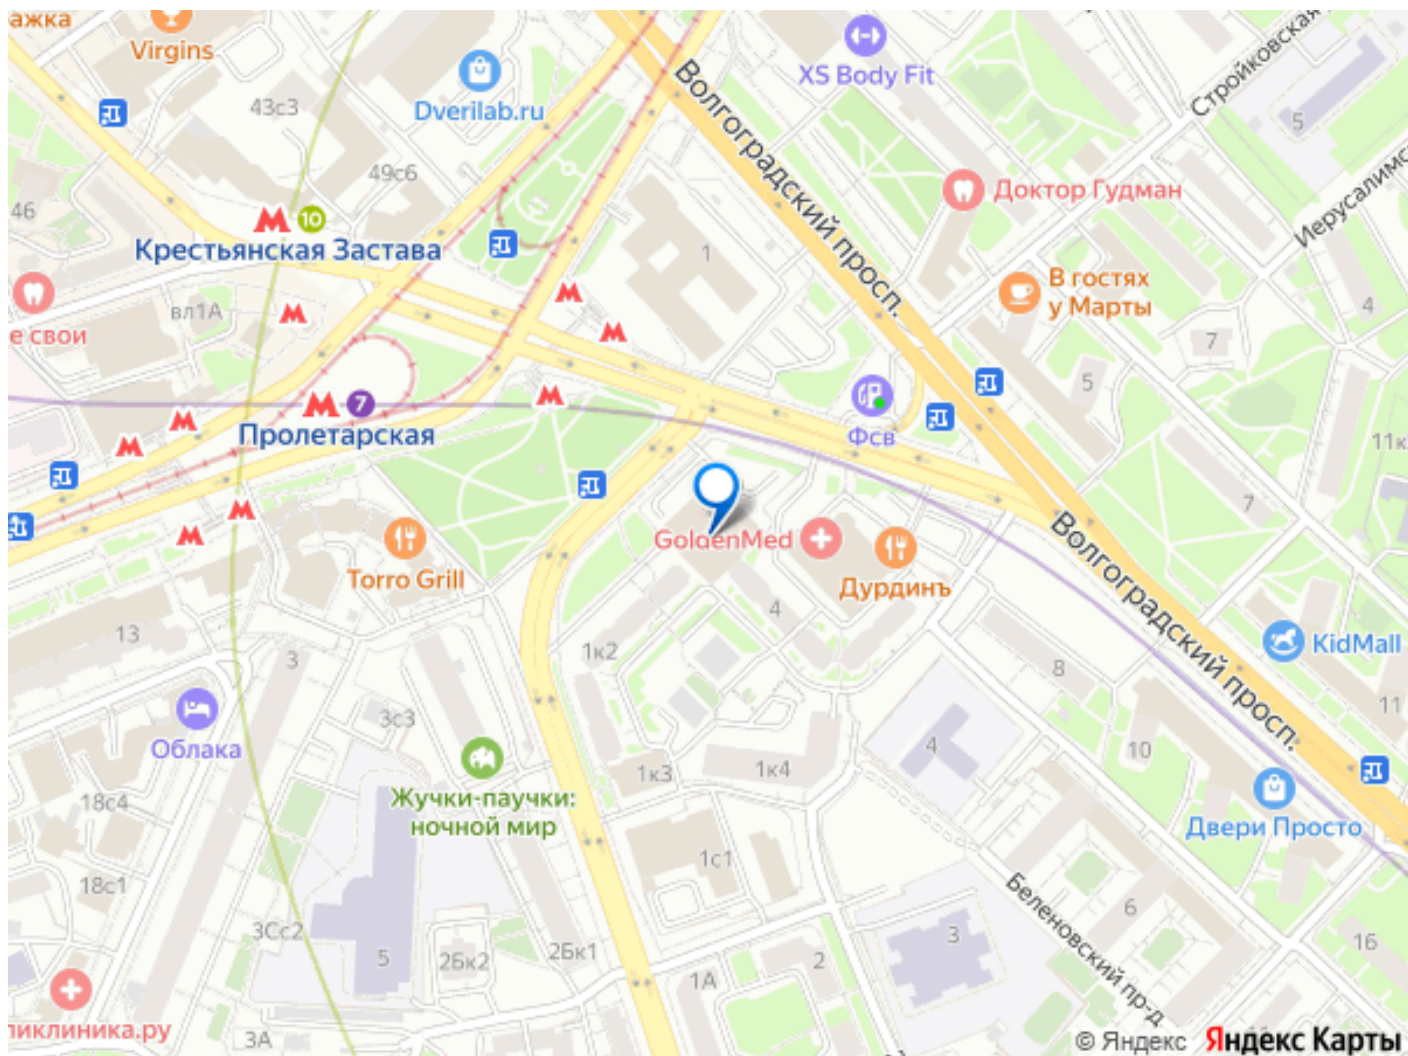 ажка
Virgins
43с3
Dverilab.ru
XS Body Fit
Стройковская
5
Волгоградский просп.
49с6
Доктор Гудман
Иерусалимс
46
10
Крестьянская Застава
1
В гостях
у Марты
4
вл1А
е свои
7
5
7
Пролетарская
Фсв
11к
7
GoldenMed
Дурдинъ
Torro Grill
Волгоградский просп.
13
3
1к2
4
8
KidMall
11
Облака
3с3
4
10
1к3
1к4
Жучки-паучки:
ночной мир
18с4
Двери Просто
1с1
18с1
Беленовский пр-д
6
3Сс2
5
2Бк2
2Бк1
3
16
1А
2
ликлиника.ру
3А
© Яндекс Яндекс Карты